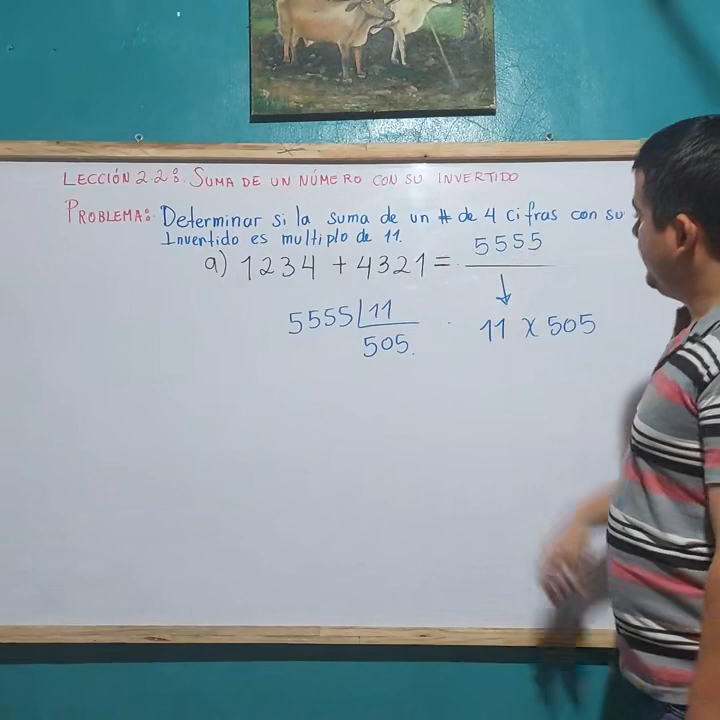 LECCIÓN 2.2: SUMA DE UN NÚMERO CON SU INVERTIDO
PROBLEMA: Determinar si la suma de un # de 4 cifras con su
Invertido es multiplo de 11.
a) 1234 + 4321 = 5555
↓
5555 | 11
505.
11 x 505